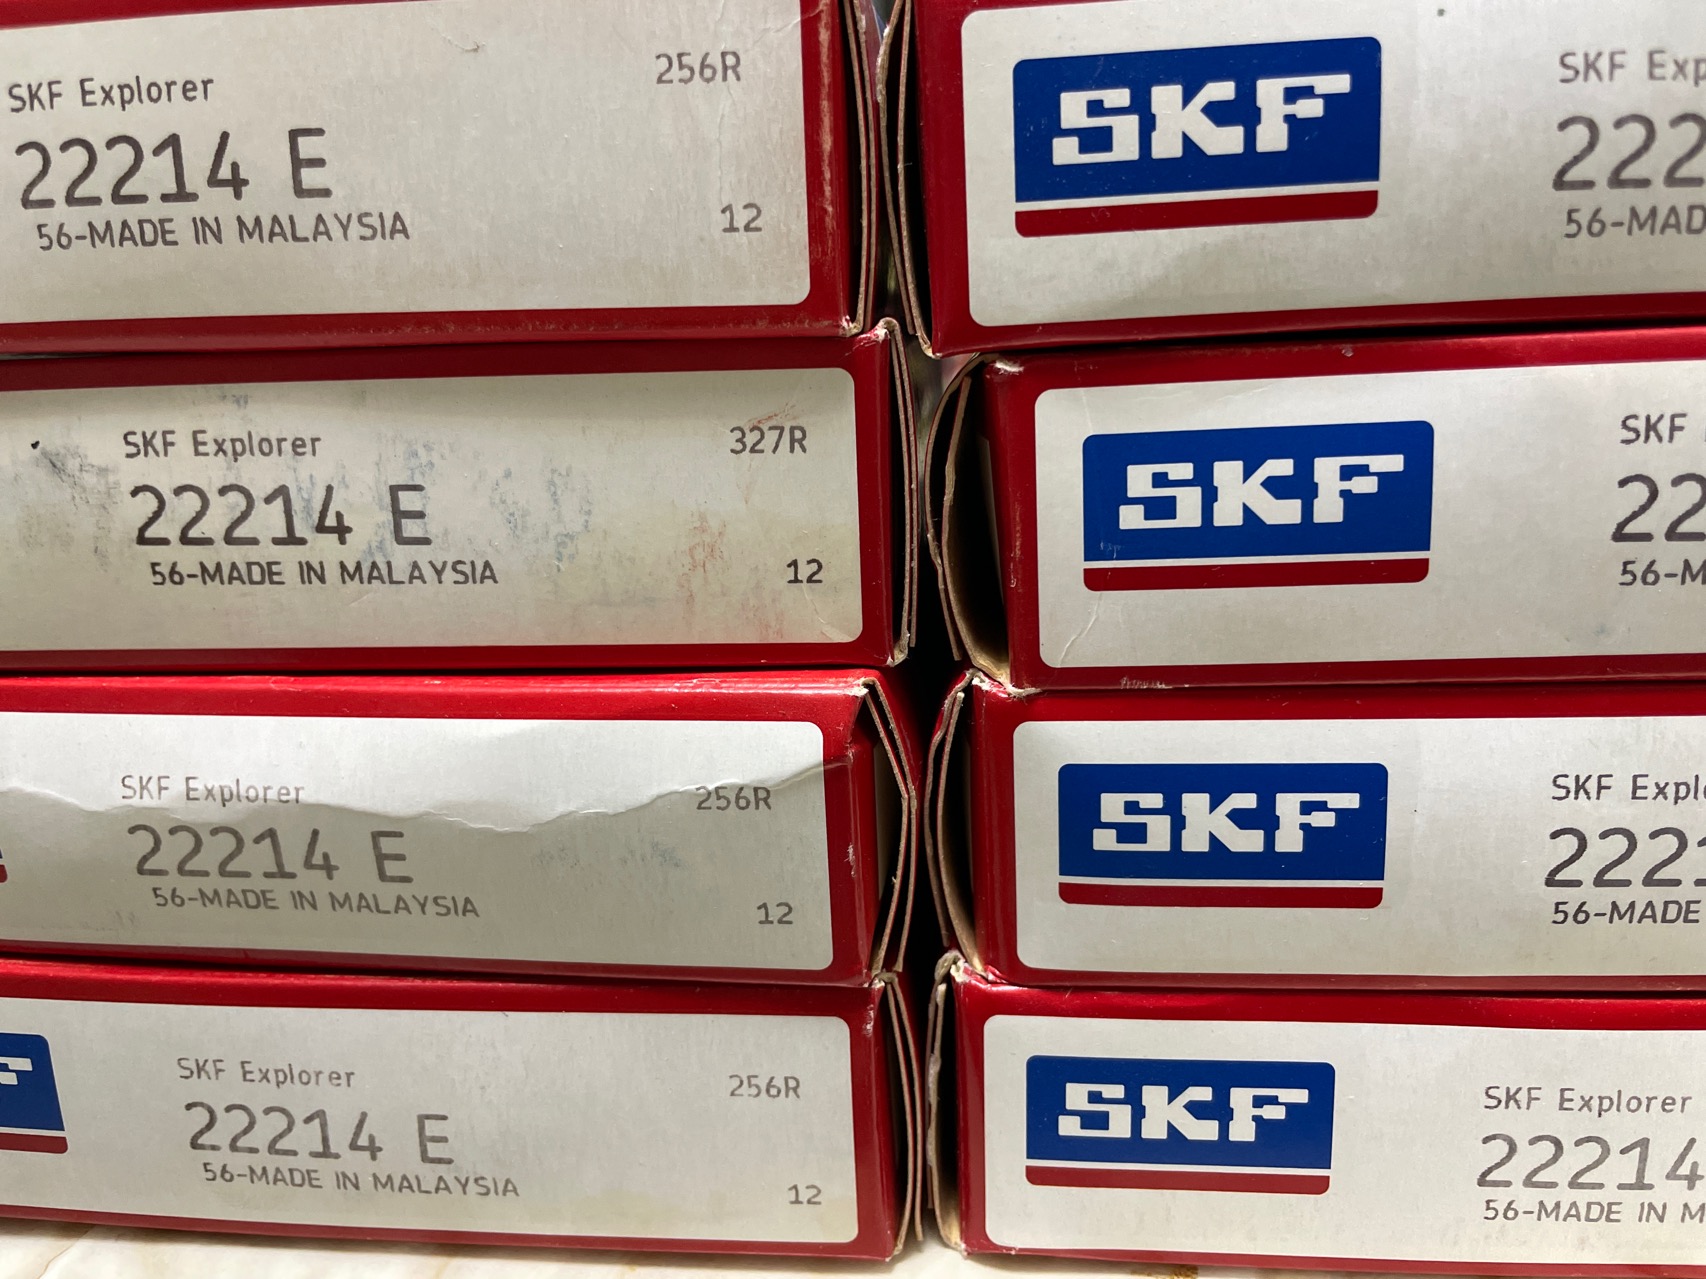 SKF Explorer 256R
22214 E
56-MADE IN MALAYSIA 12
SKF Explorer 327R
22214 E
56-MADE IN MALAYSIA 12
SKF Explorer 256R
22214 E
56-MADE IN MALAYSIA 12
SKF Explorer 256R
22214 E
56-MADE IN MALAYSIA 12
SKF
SKF Exp
222
56-MAD
SKF
SKF
22
56-M
SKF
SKF Expl
222
56-MADE
SKF
SKF Explorer
22214
56-MADE IN M